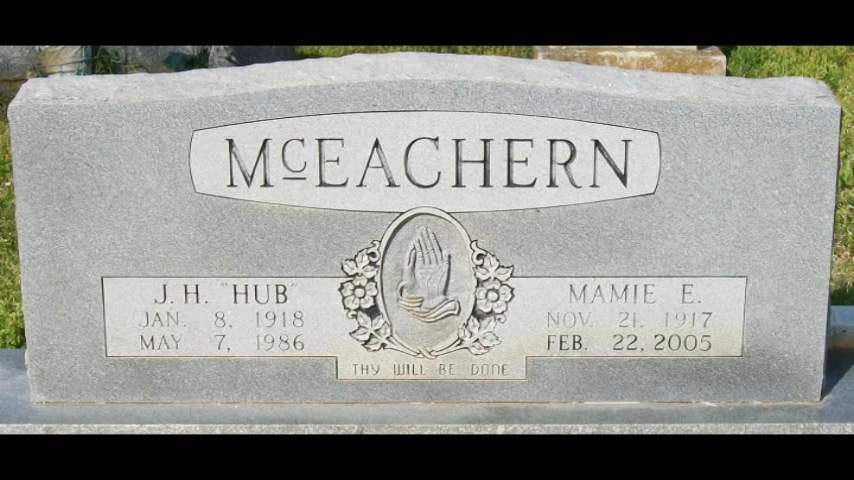 McEACHERN
J. H. "HUB"
JAN. 8, 1918
MAY 7, 1986
MAMIE E.
NOV. 21, 1917
FEB. 22, 2005
THY WILL BE DONE